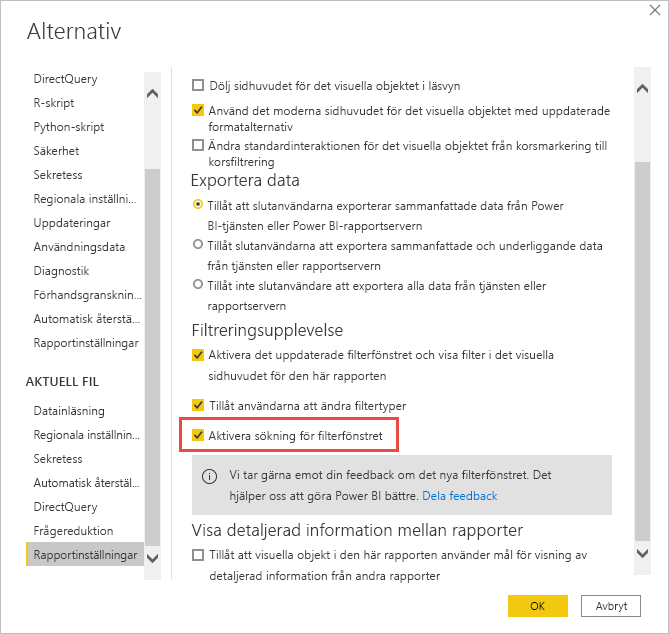 Alternativ
DirectQuery
R-skript
Python-skript
Säkerhet
Sekretess
Regionala inställni...
Uppdateringar
Användningsdata
Diagnostik
Förhandsgransknin...
Automatisk återstä...
Rapportinställningar
AKTUELL FIL
Datainläsning
Regionala inställnin...
Sekretess
Automatisk återstäl...
DirectQuery
Frågereduktion
Rapportinställningar
Dölj sidhuvudet för det visuella objektet i läsvyn
Använd det moderna sidhuvudet för det visuella objektet med uppdaterade
formatalternativ
Ändra standardinteraktionen för det visuella objektet från korsmarkering till
korsfiltrering
Exportera data
Tillåt att slutanvändarna exporterar sammanfattade data från Power
BI-tjänsten eller Power BI-rapportservern
Tillåt slutanvändarna att exportera sammanfattade och underliggande data
från tjänsten eller rapportservern
Tillåt inte slutanvändare att exportera alla data från tjänsten eller
rapportservern
Filtreringsupplevelse
Aktivera det uppdaterade filterfönstret och visa filter i det visuella
sidhuvudet för den här rapporten
Tillåt användarna att ändra filtertyper
Aktivera sökning för filterfönstret
Vi tar gärna emot din feedback om det nya filterfönstret. Det
hjälper oss att göra Power BI bättre. Dela feedback
Visa detaljerad information mellan rapporter
Tillåt att visuella objekt i den här rapporten använder mål för visning av
detaljerad information från andra rapporter
OK
Avbryt